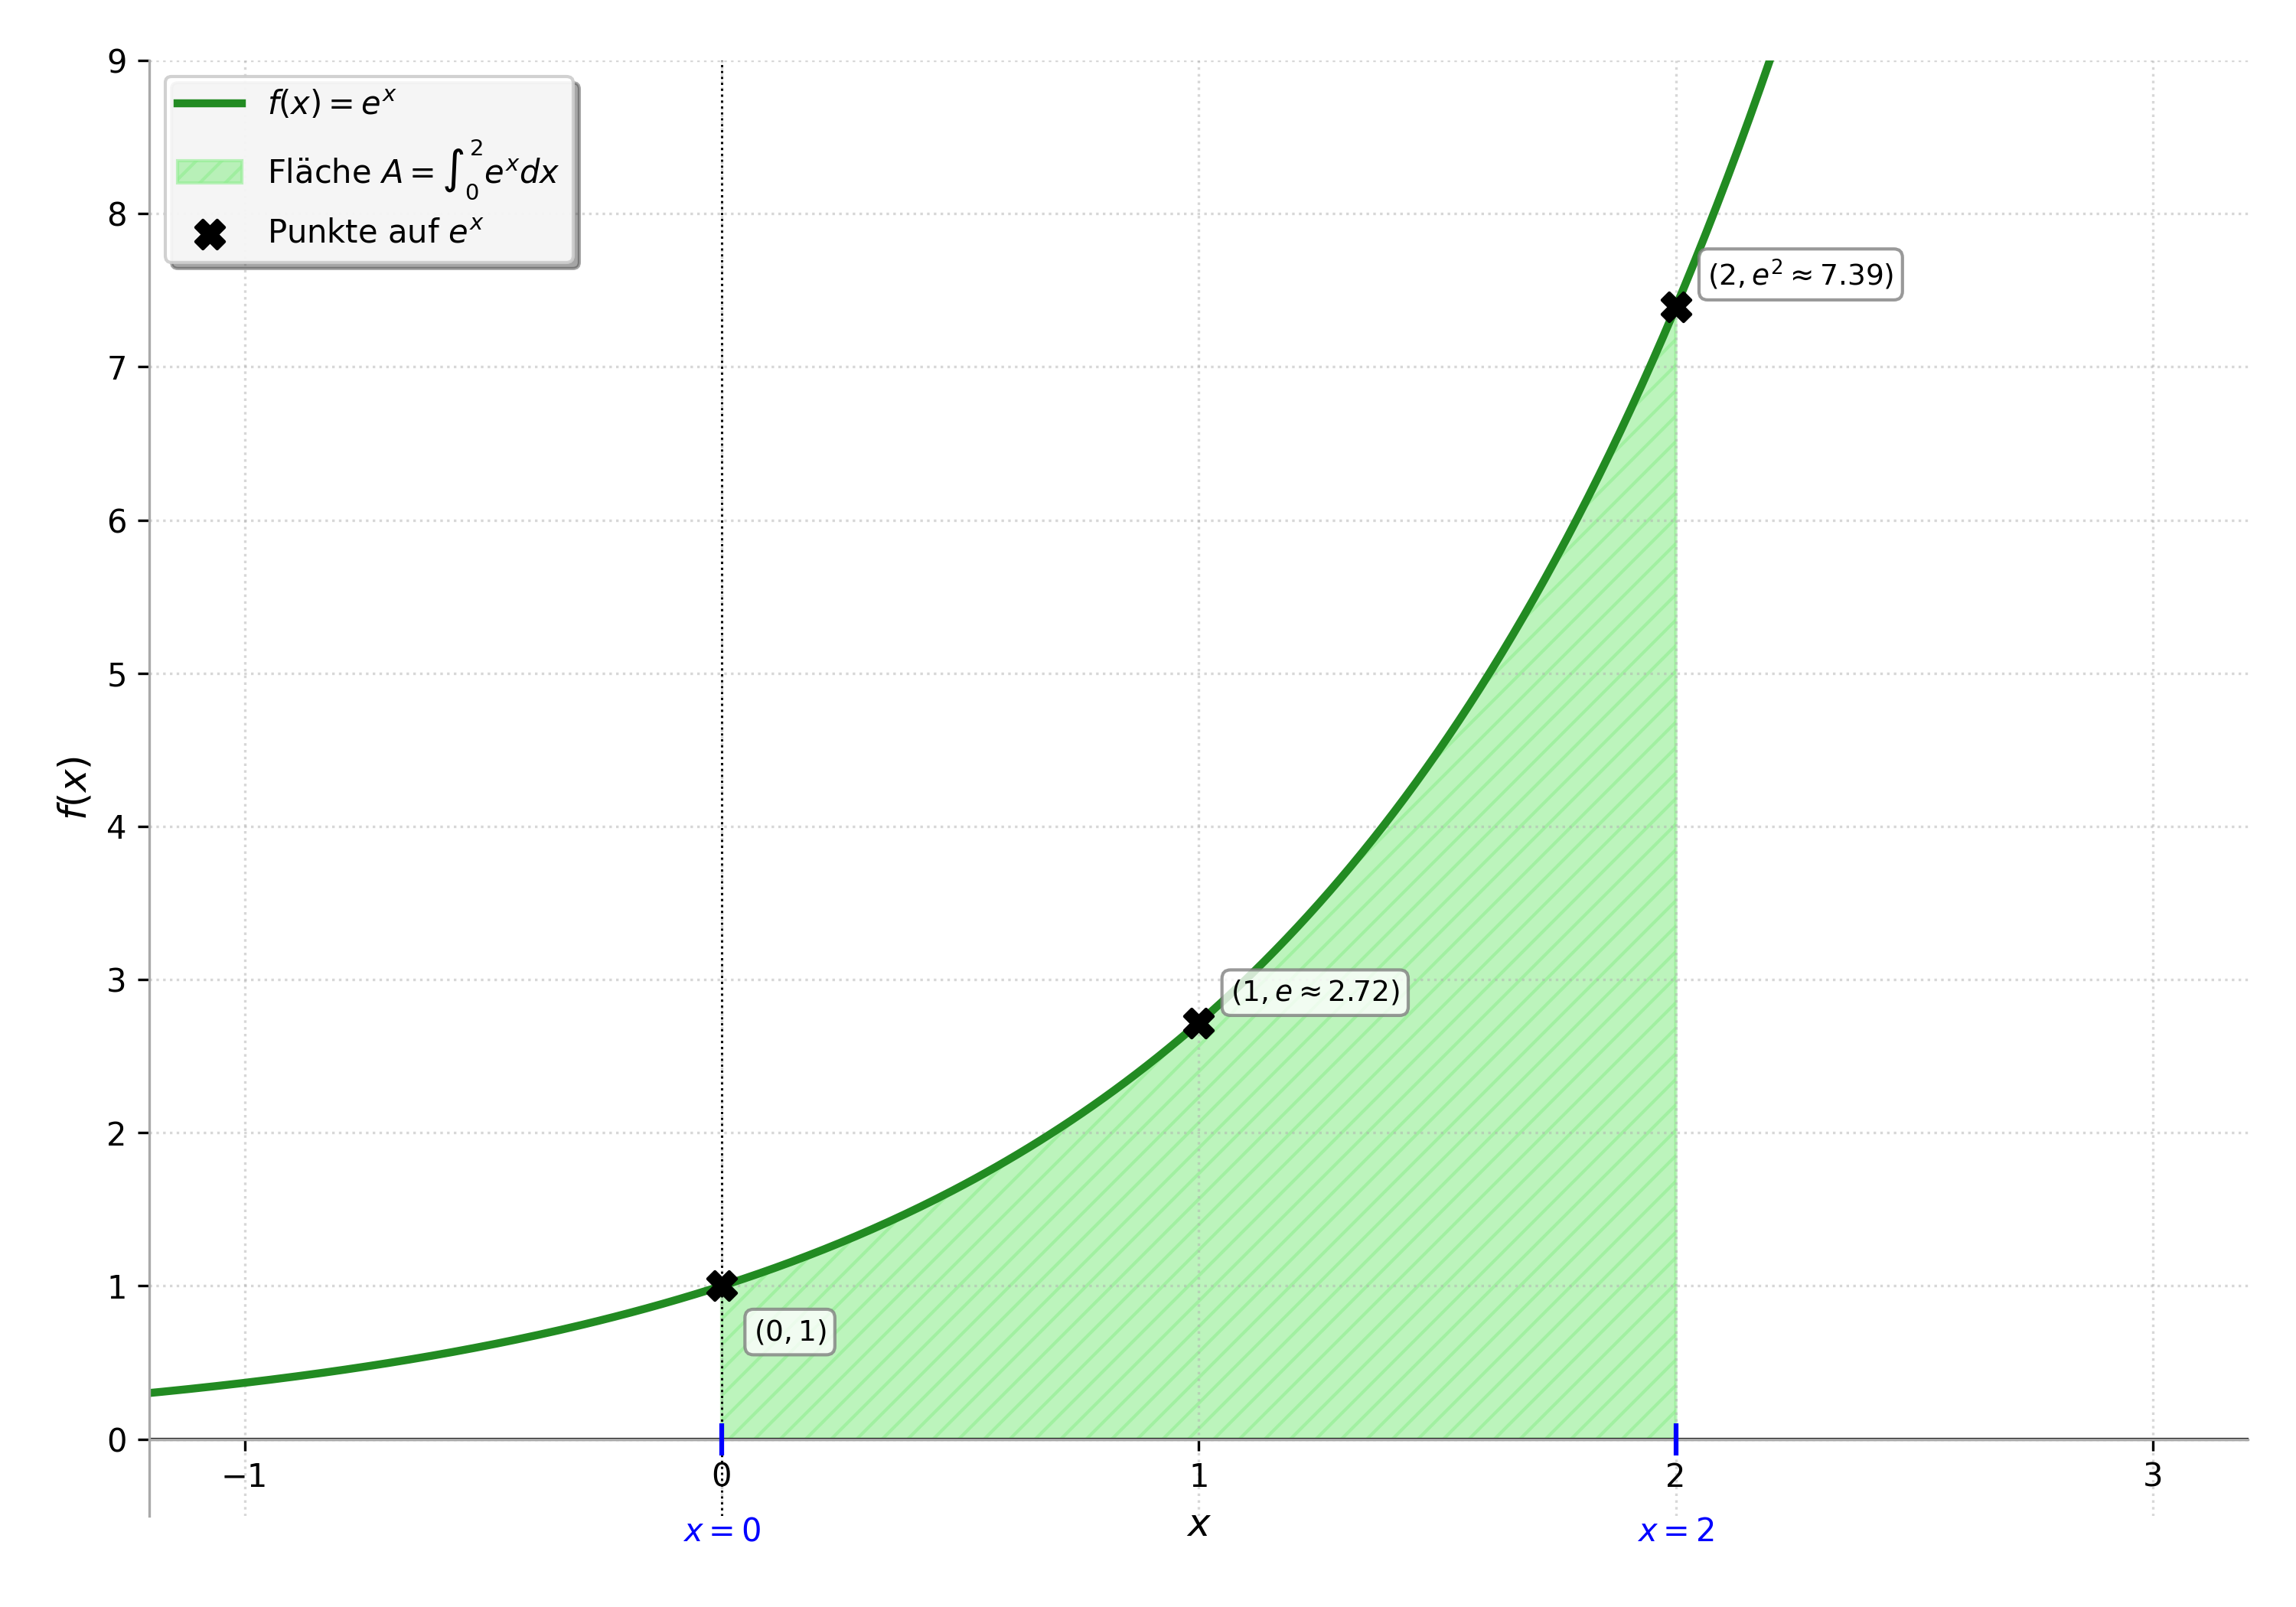 9
8
7
6
5
4
3
2
1
0
f(x)
f(x) = e^x
Fläche A = ∫_0^2 e^x dx
Punkte auf e^x
(2, e^2 ≈ 7.39)
(1, e ≈ 2.72)
(0, 1)
−1 0 1 2 3
x = 0 x x = 2